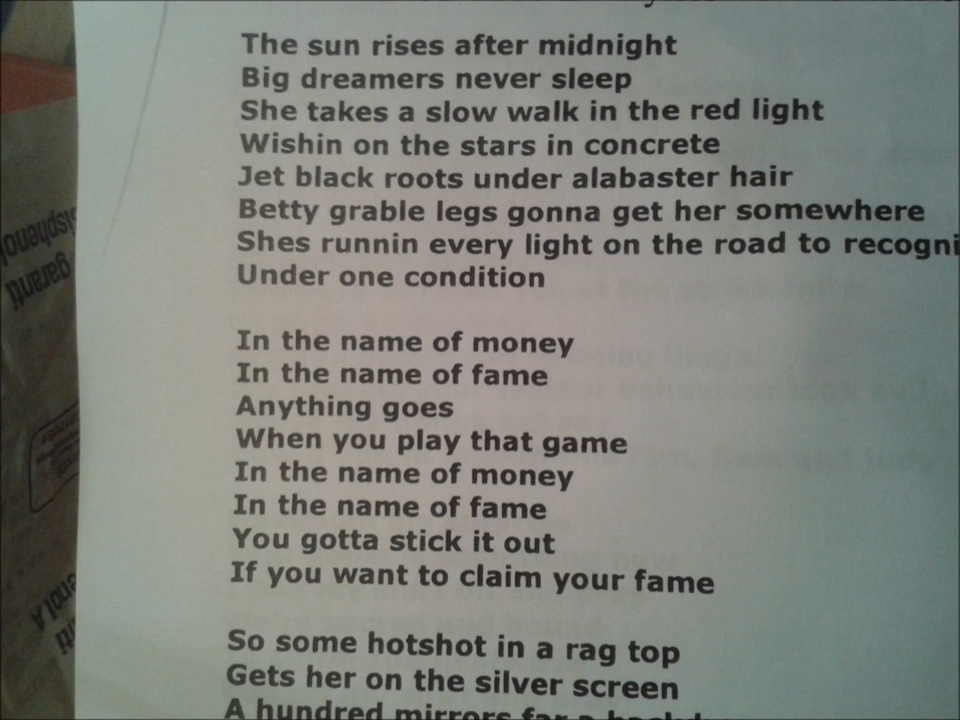 The sun rises after midnight
Big dreamers never sleep
She takes a slow walk in the red light
Wishin on the stars in concrete
Jet black roots under alabaster hair
Betty grable legs gonna get her somewhere
Shes runnin every light on the road to recogni
Under one condition
In the name of money
In the name of fame
Anything goes
When you play that game
In the name of money
In the name of fame
You gotta stick it out
If you want to claim your fame
So some hotshot in a rag top
Gets her on the silver screen
A hundred mirrors for a
garanti